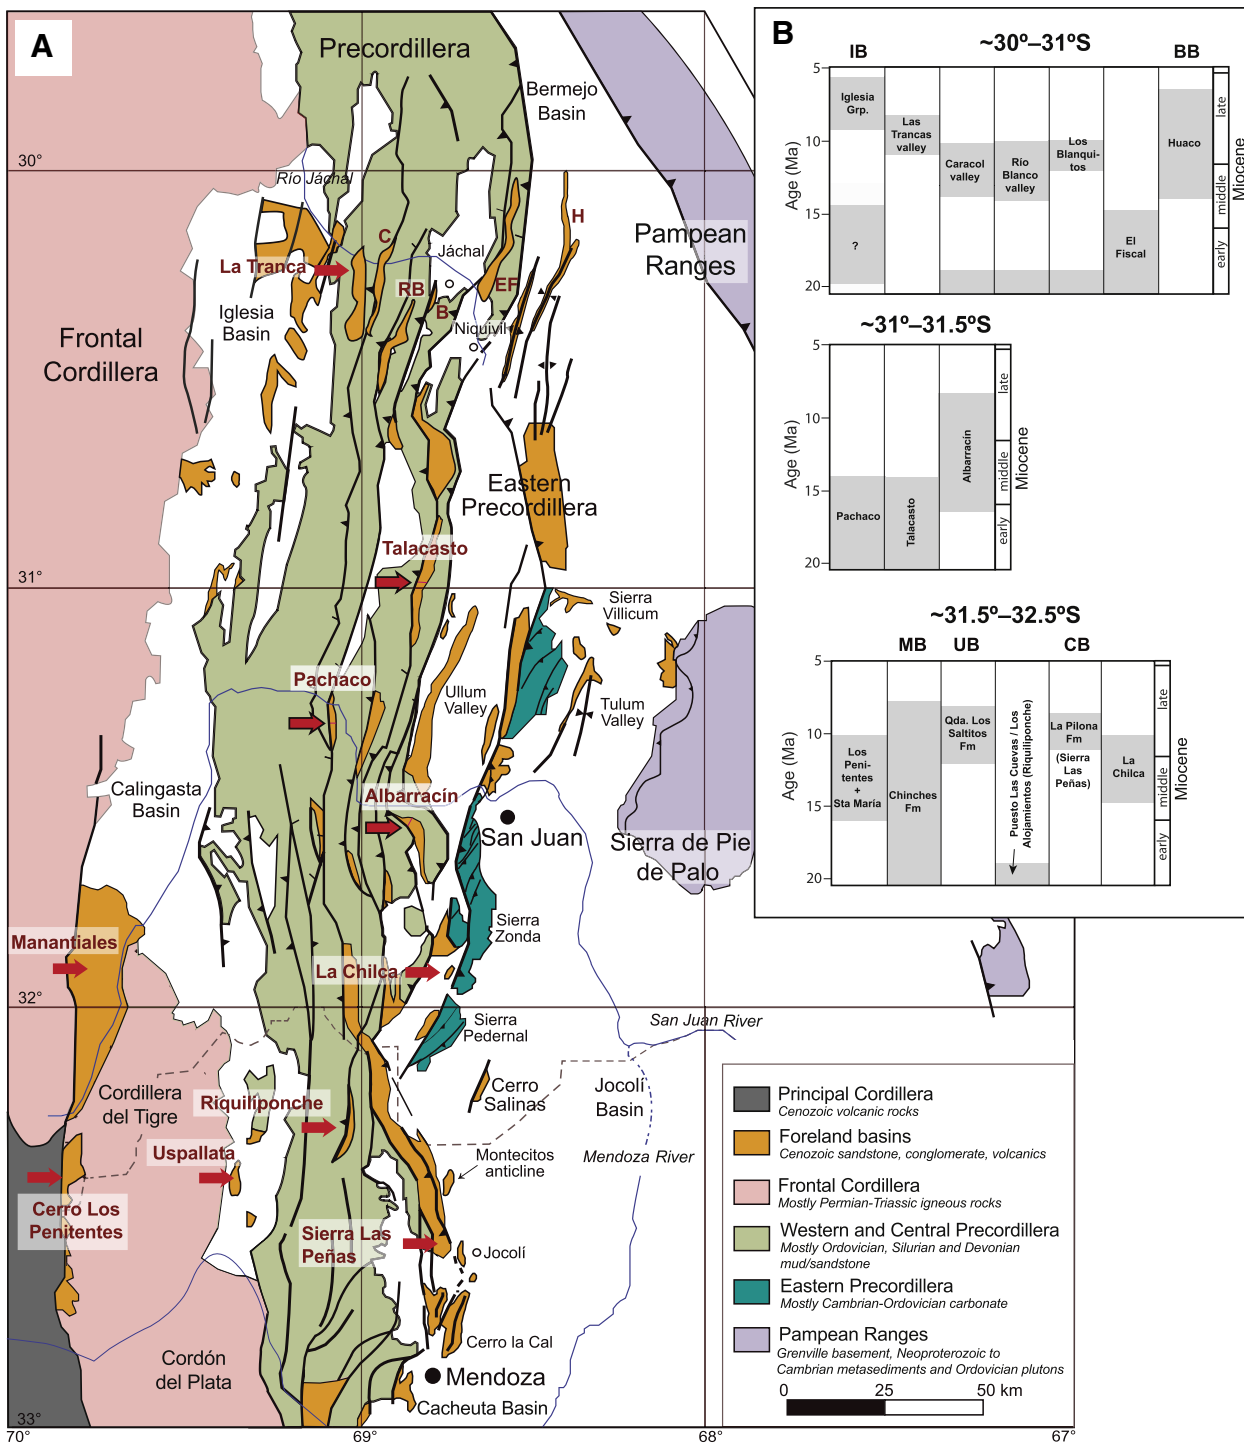 A
Precordillera
Bermejo
Basin
30°
Río Jáchal
H
C
Jáchal
Pampean
Ranges
La Tranca
RB
EF
B
Iglesia
Basin
Niquivil
Frontal
Cordillera
Eastern
Precordillera
Talacasto
31°
Sierra
Villicum
Pachaco
Ullum
Valley
Tulum
Valley
Calingasta
Basin
Albarracín
San Juan
Sierra de Pie
de Palo
Manantiales
Sierra
Zonda
La Chilca
32°
Sierra
Pedernal
San Juan River
Cordillera
del Tigre
Riquiliponche
Cerro
Salinas
Jocolí
Basin
Uspallata
Montecitos
anticline
Mendoza River
Cerro Los
Penitentes
Sierra Las
Peñas
Jocolí
Cerro la Cal
Cordón
del Plata
Mendoza
Cacheuta Basin
33°
70°
69°
68°
67°
B
~30º–31ºS
IB
BB
5
10
15
20
Age (Ma)
Iglesia
Grp.
?
Las
Trancas
valley
Caracol
valley
Río
Blanco
valley
Los
Blanqui-
tos
El
Fiscal
Huaco
late
middle
early
Miocene
~31º–31.5ºS
5
10
15
20
Age (Ma)
Pachaco
Talacasto
Albarracín
late
middle
early
Miocene
~31.5º–32.5ºS
MB
UB
CB
5
10
15
20
Age (Ma)
Los
Peni-
tentes
+
Sta María
Chinches
Fm
Qda. Los
Saltitos
Fm
Puesto Las Cuevas / Los
Alojamientos (Riquiliponche)
La Pilona
Fm
(Sierra
Las
Peñas)
La
Chilca
late
middle
early
Miocene
Principal Cordillera
Cenozoic volcanic rocks
Foreland basins
Cenozoic sandstone, conglomerate, volcanics
Frontal Cordillera
Mostly Permian-Triassic igneous rocks
Western and Central Precordillera
Mostly Ordovician, Silurian and Devonian
mud/sandstone
Eastern Precordillera
Mostly Cambrian-Ordovician carbonate
Pampean Ranges
Grenville basement, Neoproterozoic to
Cambrian metasediments and Ordovician plutons
0 25 50 km